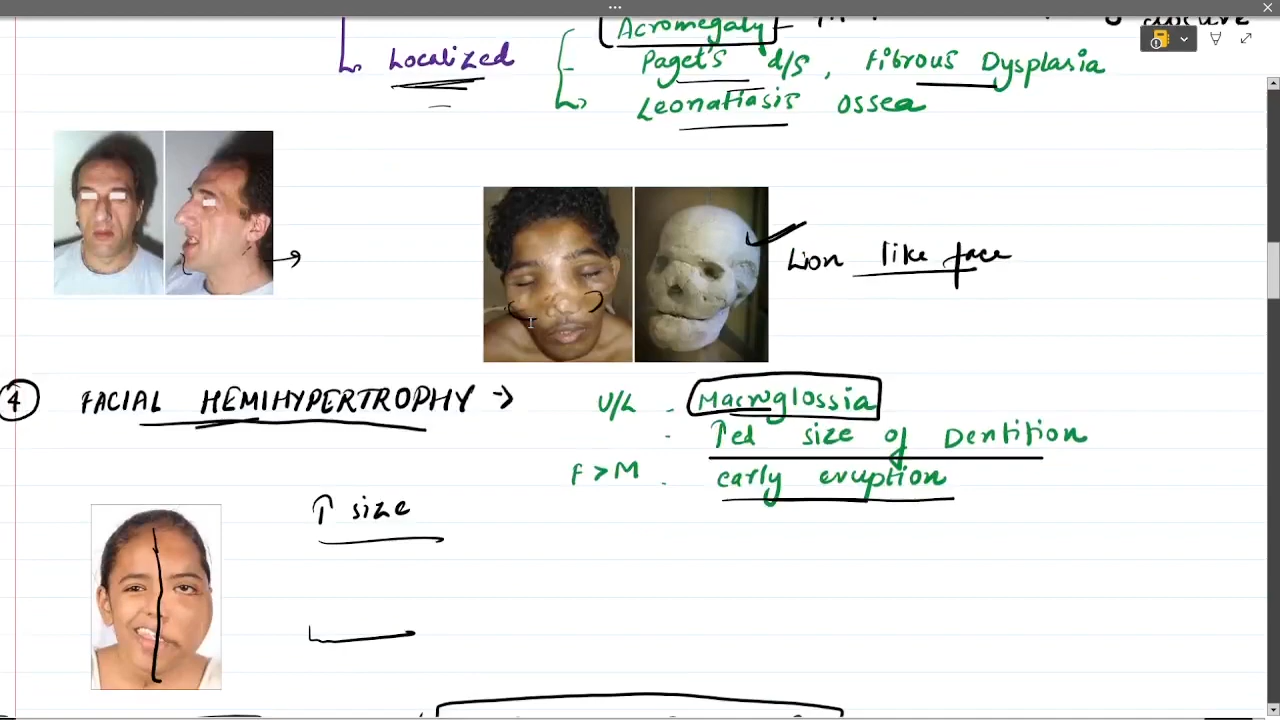 Acromegaly
Localized
Paget's d/s, Fibrous Dysplasia
Leonatiasis ossea
Lion like face
4 FACIAL HEMIHYPERTROPHY → U/L . Macroglossia
. ↑ed size of Dentition
F > M . early eruption
↑ size